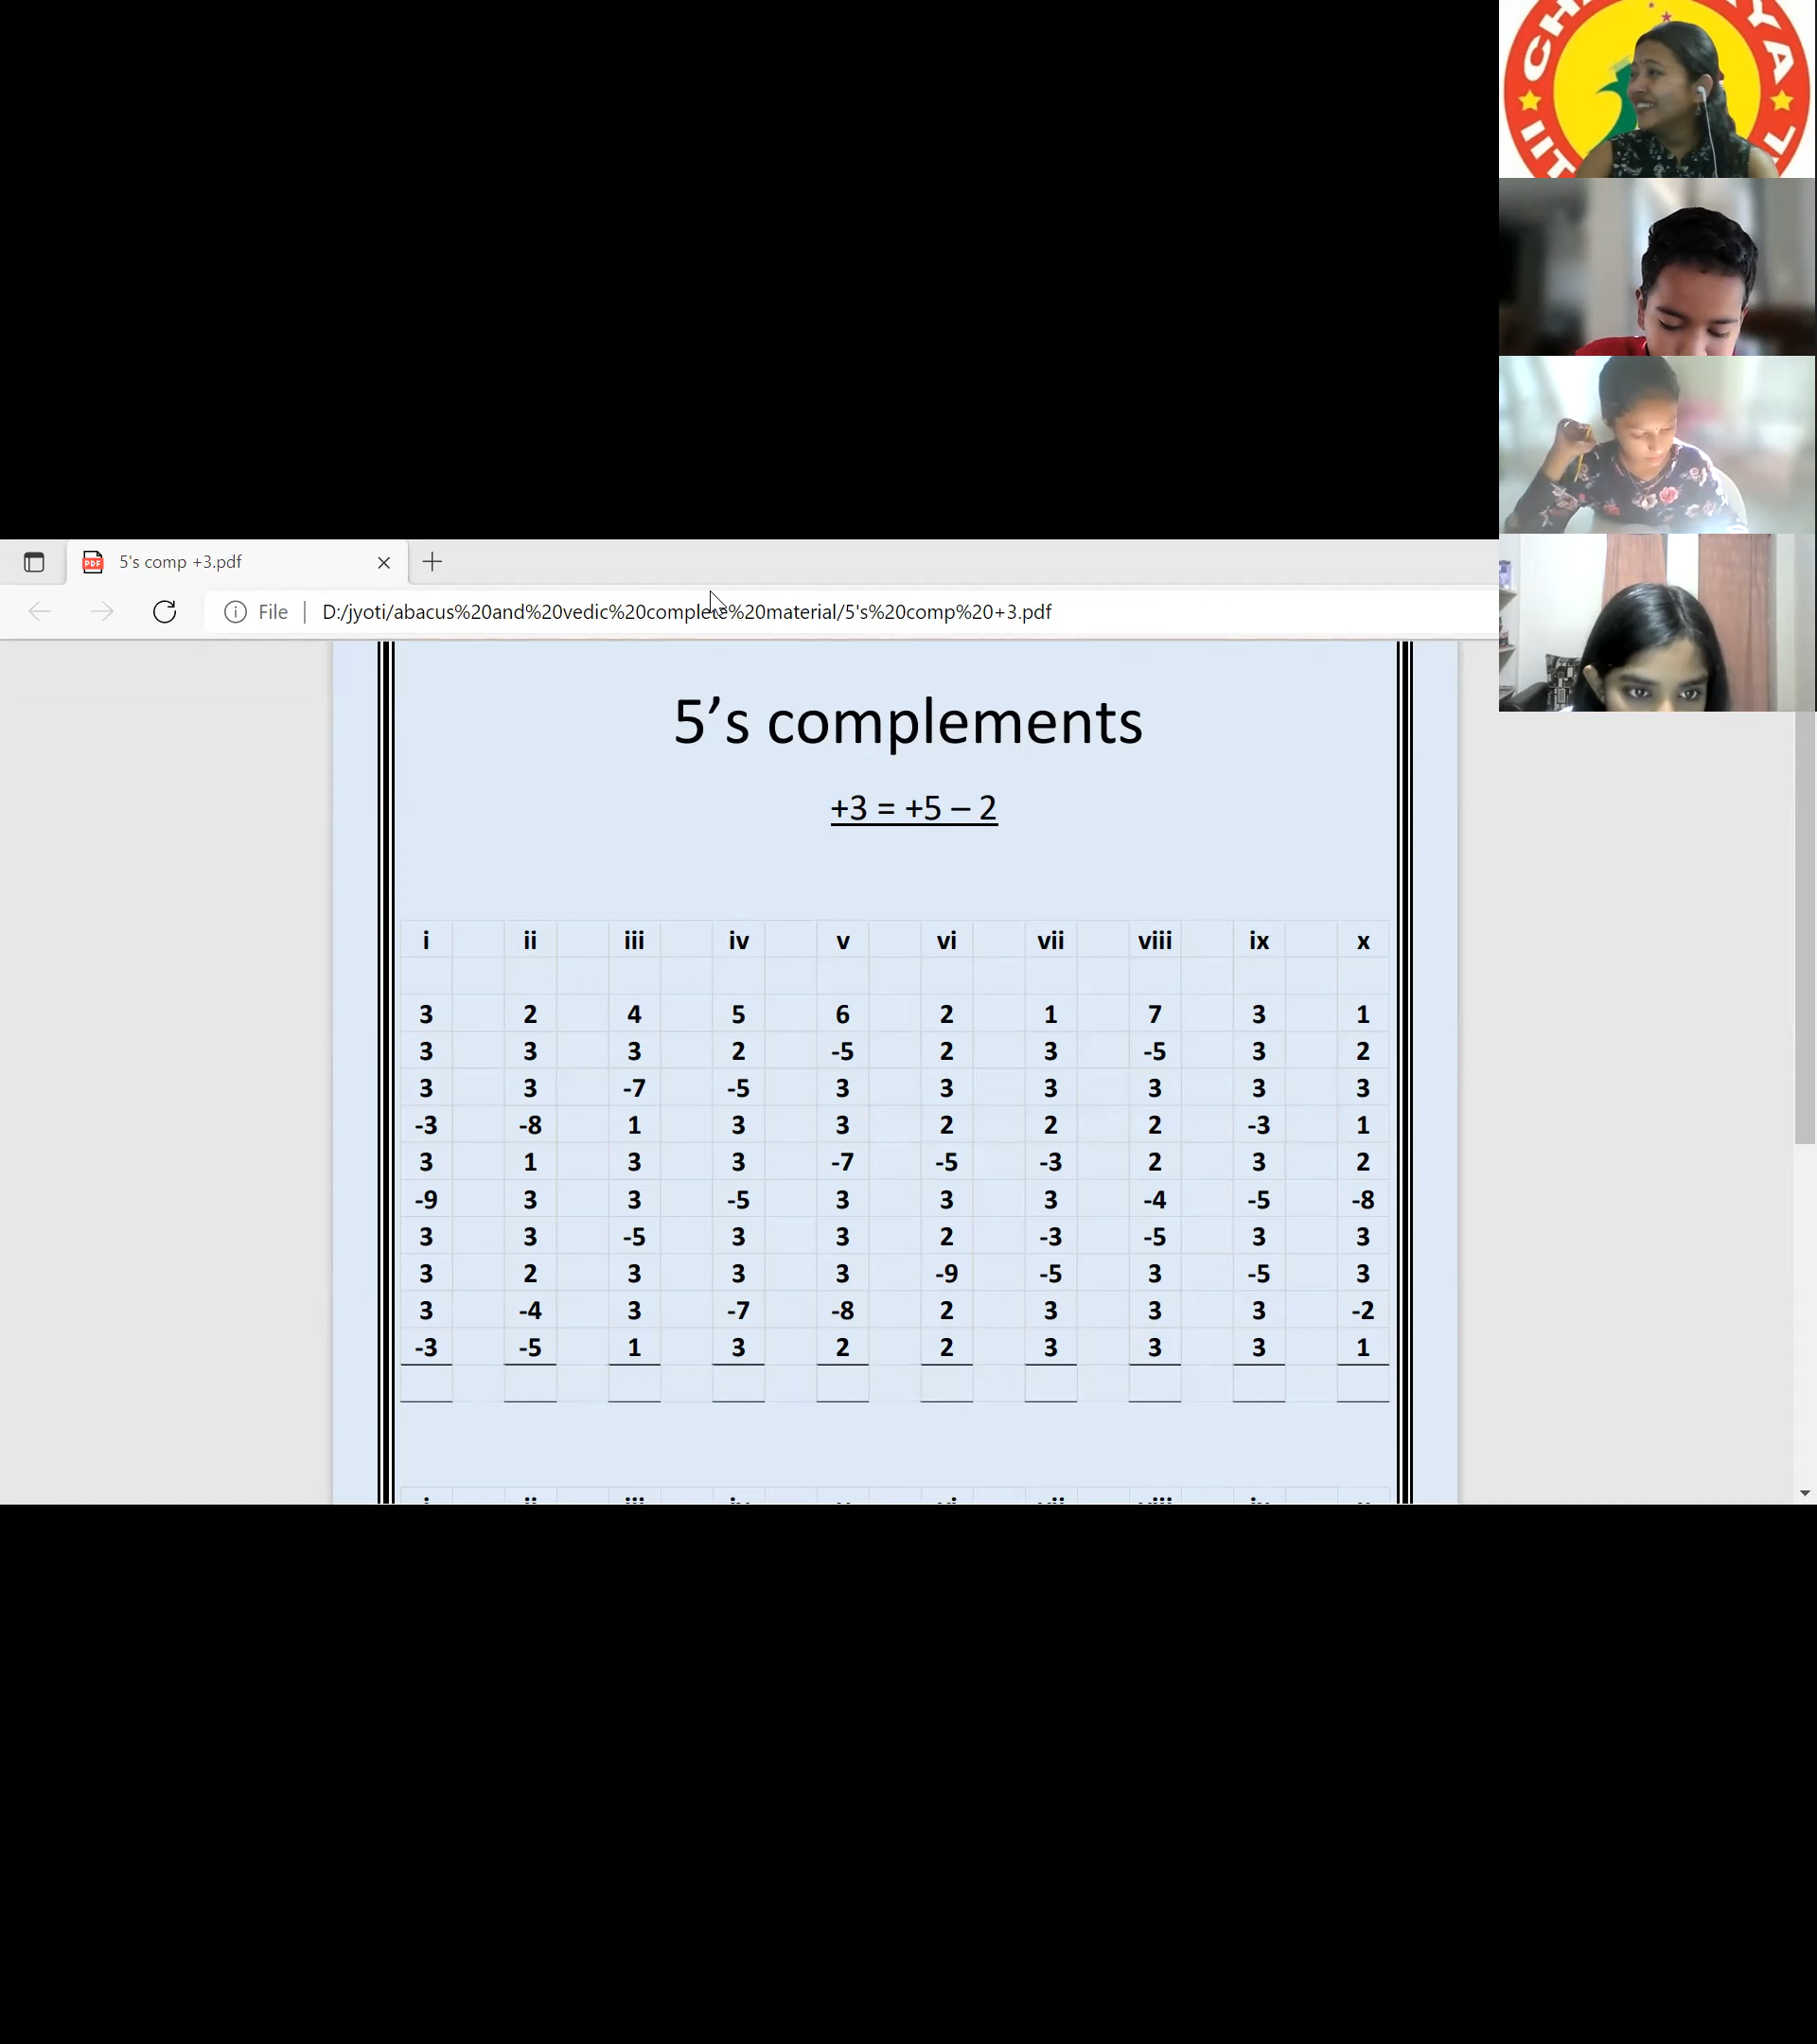 5's comp +3.pdf
File
D:/jyoti/abacus%20and%20vedic%20complete%20material/5's%20comp%20+3.pdf
5’s complements
+3 = +5 – 2
i ii iii iv v vi vii viii ix x
3 2 4 5 6 2 1 7 3 1
3 3 3 2 -5 2 3 -5 3 2
3 3 -7 -5 3 3 3 3 3 3
-3 -8 1 3 3 2 2 2 -3 1
3 1 3 3 -7 -5 -3 2 3 2
-9 3 3 -5 3 3 3 -4 -5 -8
3 3 -5 3 3 2 -3 -5 3 3
3 2 3 3 3 -9 -5 3 -5 3
3 -4 3 -7 -8 2 3 3 3 -2
-3 -5 1 3 2 2 3 3 3 1